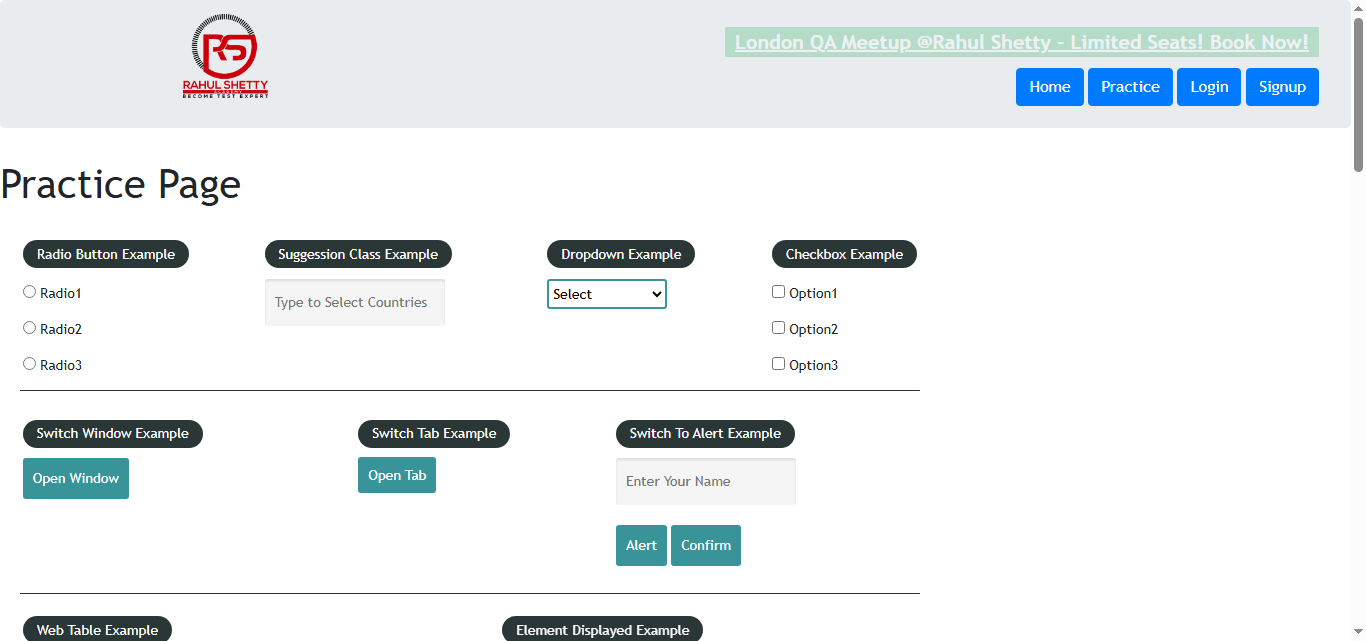 RS
RAHUL SHETTY
ACADEMY
BECOME TEST EXPERT
London QA Meetup @Rahul Shetty - Limited Seats! Book Now!
Home Practice Login Signup
Practice Page
Radio Button Example Suggession Class Example Dropdown Example Checkbox Example
Radio1 Type to Select Countries Select Option1
Radio2 Option2
Radio3 Option3
Switch Window Example Switch Tab Example Switch To Alert Example
Open Window Open Tab Enter Your Name
Alert Confirm
Web Table Example Element Displayed Example